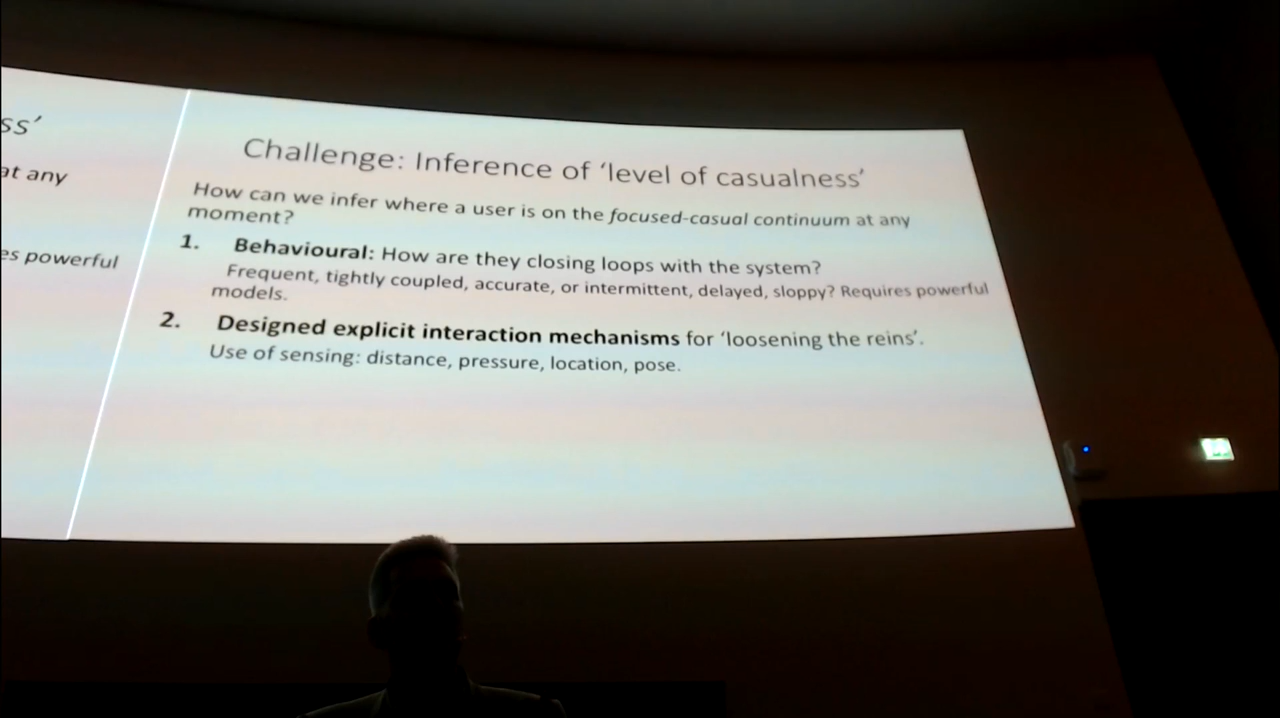 ss’
at any
es powerful
Challenge: Inference of ‘level of casualness’
How can we infer where a user is on the focused-casual continuum at any
moment?
1. Behavioural: How are they closing loops with the system?
Frequent, tightly coupled, accurate, or intermittent, delayed, sloppy? Requires powerful
models.
2. Designed explicit interaction mechanisms for ‘loosening the reins’.
Use of sensing: distance, pressure, location, pose.